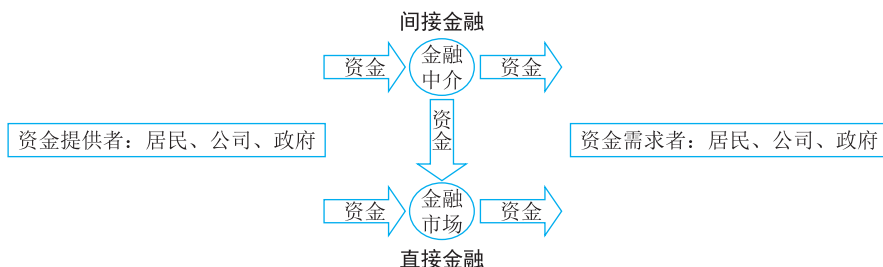 间接金融
资金
金融
中介
资金
资金
资金提供者：居民、公司、政府
资金需求者：居民、公司、政府
资金
金融
市场
资金
直接金融